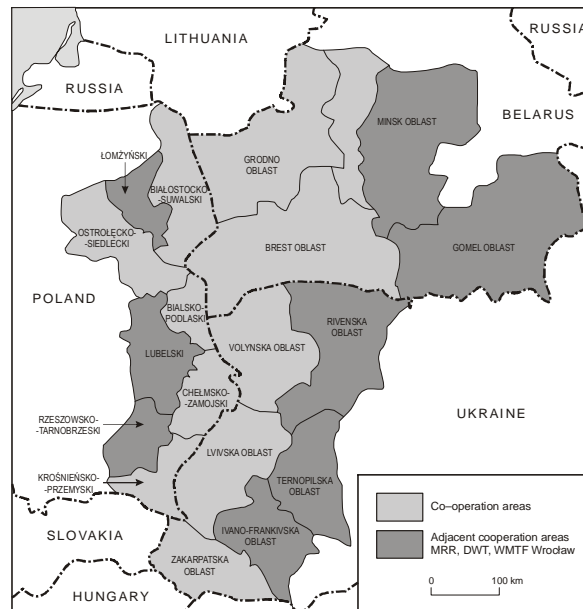 LITHUANIA
RUSSIA
RUSSIA
BELARUS
MINSK OBLAST
ŁOMŻYŃSKI
GRODNO
OBLAST
BIAŁOSTOCKO-
-SUWALSKI
OSTROŁĘCKO-
-SIEDLECKI
BREST OBLAST
GOMEL OBLAST
POLAND
BIALSKO-
PODLASKI
RIVENSKA
OBLAST
VOLYNSKA OBLAST
LUBELSKI
CHEŁMSKO-
-ZAMOJSKI
UKRAINE
RZESZOWSKO-
-TARNOBRZESKI
LVIVSKA OBLAST
KROŚNIEŃSKO-
-PRZEMYSKI
TERNOPILSKA
OBLAST
Co–operation areas
SLOVAKIA
IVANO-FRANKIVSKA
OBLAST
Adjacent cooperation areas
MRR, DWT, WMTF Wrocław
ZAKARPATSKA
OBLAST
HUNGARY
0 100 km